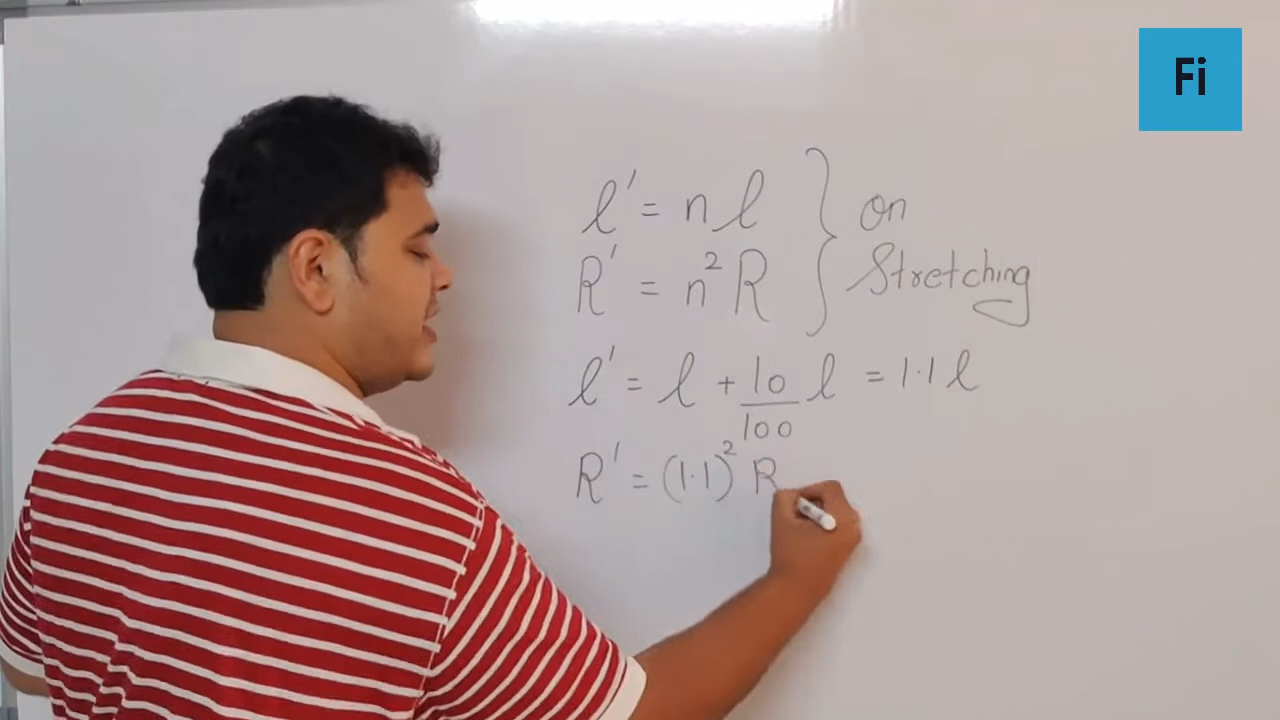 Fi
l' = nl
R' = n²R } On Stretching
l' = l + 10/100 l = 1.1 l
R' = (1.1)² R